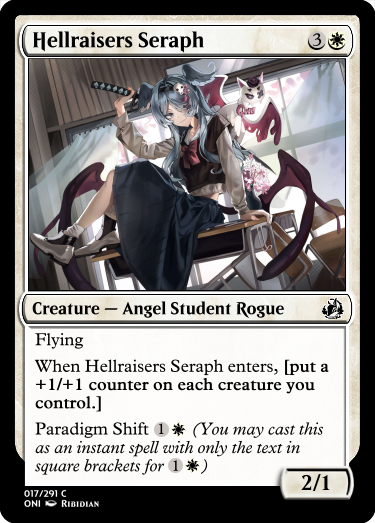 Hellraisers Seraph 3
Creature — Angel Student Rogue
Flying
When Hellraisers Seraph enters, [put a
+1/+1 counter on each creature you
control.]
Paradigm Shift 1 (You may cast this
as an instant spell with only the text in
square brackets for 1 )
2/1
017/291 C
ONI Ribidian